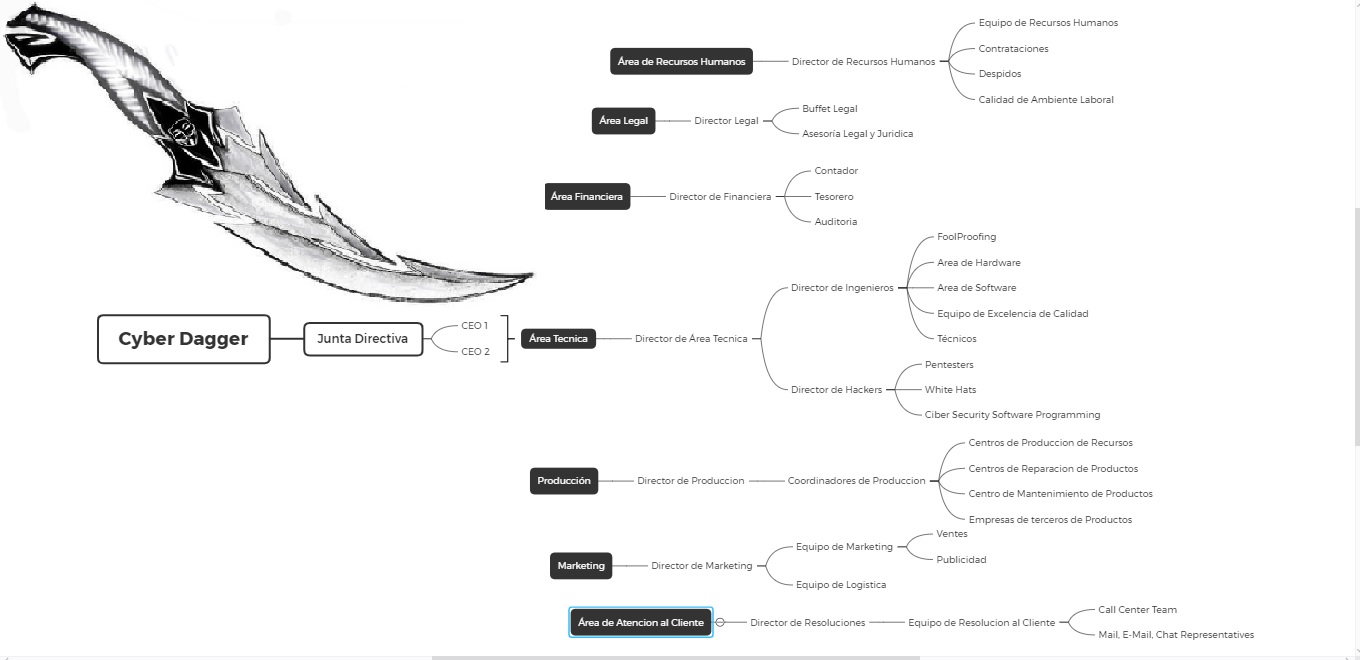 Cyber Dagger
Junta Directiva
CEO 1
CEO 2
Área de Recursos Humanos
Director de Recursos Humanos
Equipo de Recursos Humanos
Contrataciones
Despidos
Calidad de Ambiente Laboral
Área Legal
Director Legal
Buffet Legal
Asesoría Legal y Juridica
Área Financiera
Director de Financiera
Contador
Tesorero
Auditoria
Área Tecnica
Director de Área Tecnica
Director de Ingenieros
FoolProofing
Area de Hardware
Area de Software
Equipo de Excelencia de Calidad
Técnicos
Director de Hackers
Pentesters
White Hats
Ciber Security Software Programming
Producción
Director de Produccion
Coordinadores de Produccion
Centros de Produccion de Recursos
Centros de Reparacion de Productos
Centro de Mantenimiento de Productos
Empresas de terceros de Productos
Marketing
Director de Marketing
Equipo de Marketing
Ventes
Publicidad
Equipo de Logistica
Área de Atencion al Cliente
Director de Resoluciones
Equipo de Resolucion al Cliente
Call Center Team
Mail, E-Mail, Chat Representatives